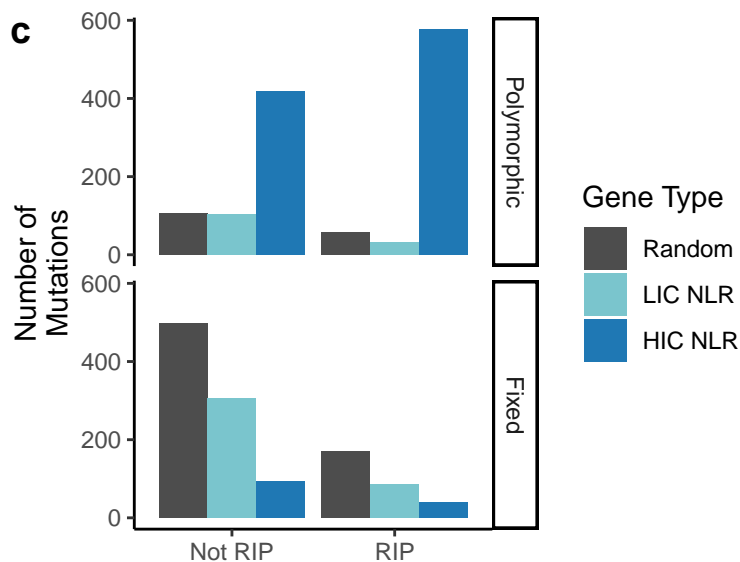 c
600
400
200
0
Polymorphic
600
400
200
0
Fixed
Number of
Mutations
Not RIP
RIP
Gene Type
Random
LIC NLR
HIC NLR